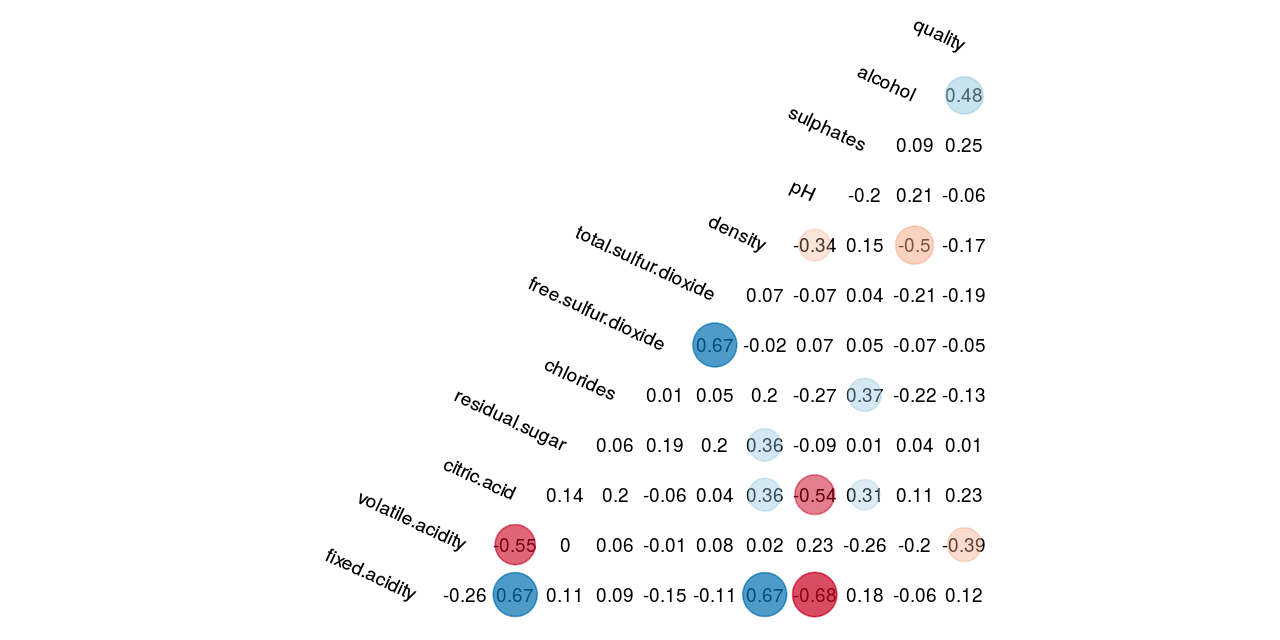 quality
alcohol 0.48
sulphates 0.09 0.25
pH -0.2 0.21 -0.06
density -0.34 0.15 -0.5 -0.17
total.sulfur.dioxide 0.07 -0.07 0.04 -0.21 -0.19
free.sulfur.dioxide 0.67 -0.02 0.07 0.05 -0.07 -0.05
chlorides 0.01 0.05 0.2 -0.27 0.37 -0.22 -0.13
residual.sugar 0.06 0.19 0.2 0.36 -0.09 0.01 0.04 0.01
citric.acid 0.14 0.2 -0.06 0.04 0.36 -0.54 0.31 0.11 0.23
volatile.acidity -0.55 0 0.06 -0.01 0.08 0.02 0.23 -0.26 -0.2 -0.39
fixed.acidity -0.26 0.67 0.11 0.09 -0.15 -0.11 0.67 -0.68 0.18 -0.06 0.12